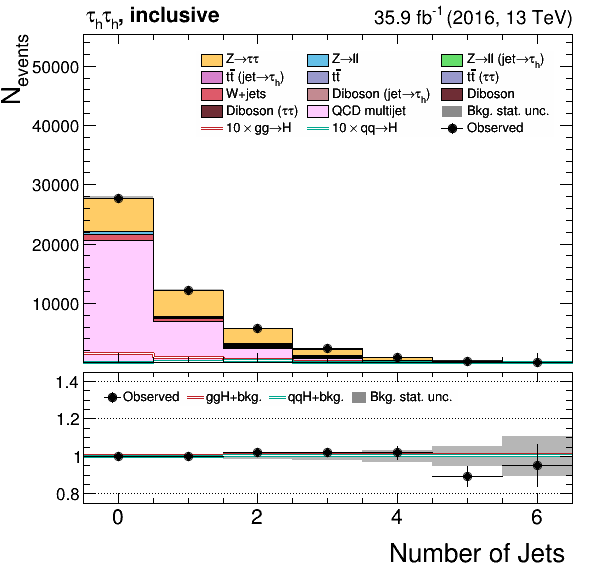 τₕτₕ, inclusive 35.9 fb⁻¹ (2016, 13 TeV)
N_events
50000
40000
30000
20000
10000
Z→ττ Z→ll Z→ll (jet→τₕ)
tt̄ (jet→τₕ) tt̄ tt̄ (ττ)
W+jets Diboson (jet→τₕ) Diboson
Diboson (ττ) QCD multijet Bkg. stat. unc.
10 × gg→H 10 × qq→H Observed
1.4
1.2
1
0.8
Observed ggH+bkg. qqH+bkg. Bkg. stat. unc.
0 2 4 6
Number of Jets